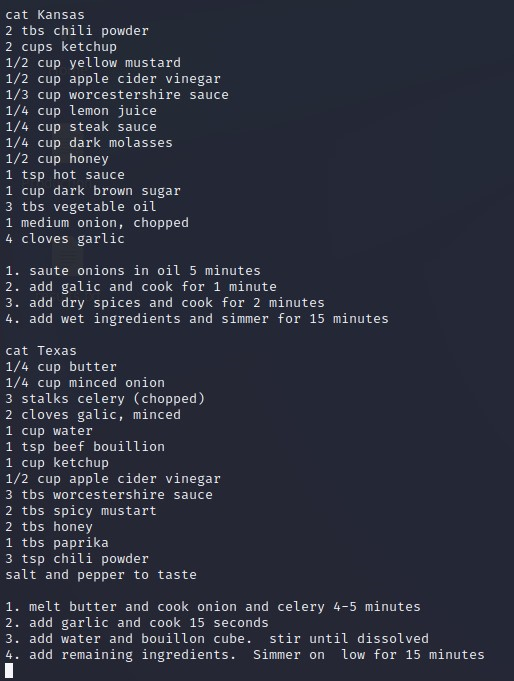 cat Kansas
2 tbs chili powder
2 cups ketchup
1/2 cup yellow mustard
1/2 cup apple cider vinegar
1/3 cup worcestershire sauce
1/4 cup lemon juice
1/4 cup steak sauce
1/4 cup dark molasses
1/2 cup honey
1 tsp hot sauce
1 cup dark brown sugar
3 tbs vegetable oil
1 medium onion, chopped
4 cloves garlic

1. saute onions in oil 5 minutes
2. add galic and cook for 1 minute
3. add dry spices and cook for 2 minutes
4. add wet ingredients and simmer for 15 minutes

cat Texas
1/4 cup butter
1/4 cup minced onion
3 stalks celery (chopped)
2 cloves galic, minced
1 cup water
1 tsp beef bouillion
1 cup ketchup
1/2 cup apple cider vinegar
3 tbs worcestershire sauce
2 tbs spicy mustart
2 tbs honey
1 tbs paprika
3 tsp chili powder
salt and pepper to taste

1. melt butter and cook onion and celery 4-5 minutes
2. add garlic and cook 15 seconds
3. add water and bouillon cube.  stir until dissolved
4. add remaining ingredients.  Simmer on  low for 15 minutes